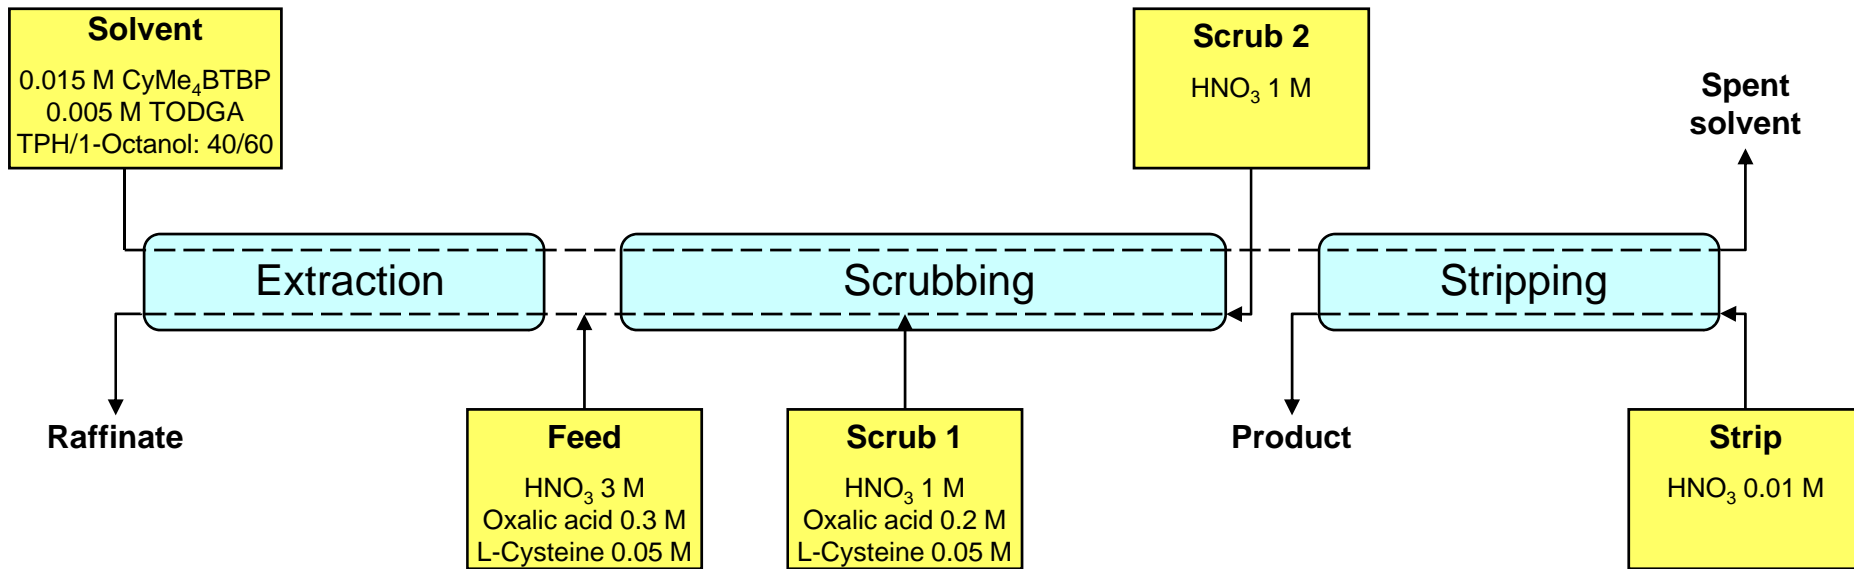 Solvent
0.015 M CyMe₄BTBP
0.005 M TODGA
TPH/1-Octanol: 40/60
Scrub 2
HNO₃ 1 M
Spent
solvent
Extraction
Scrubbing
Stripping
Raffinate
Feed
HNO₃ 3 M
Oxalic acid 0.3 M
L-Cysteine 0.05 M
Scrub 1
HNO₃ 1 M
Oxalic acid 0.2 M
L-Cysteine 0.05 M
Product
Strip
HNO₃ 0.01 M